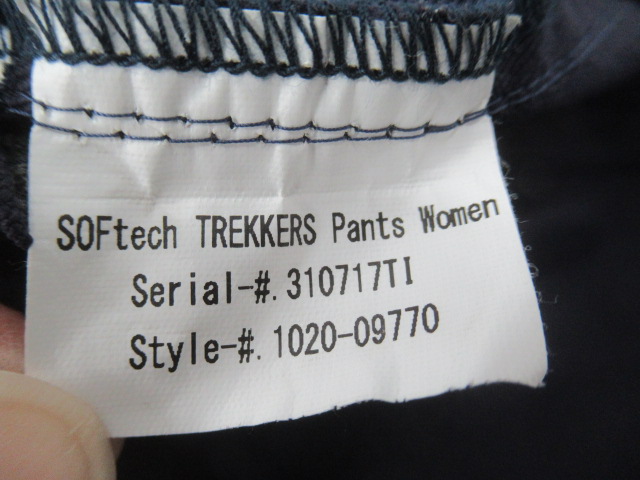 SOFtech TREKKERS Pants Women
Serial-#. 310717TI
Style-#. 1020-09770